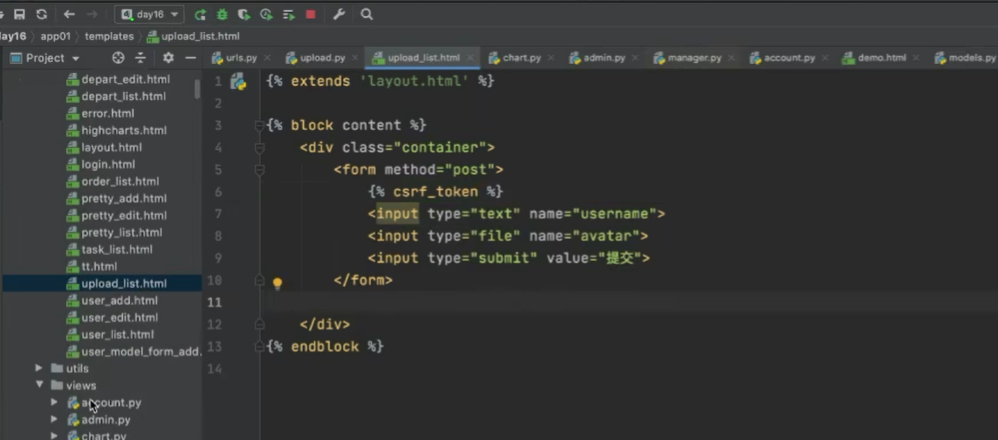 day16
day16 app01 templates upload_list.html
Project
urls.py upload.py upload_list.html chart.py admin.py manager.py account.py demo.html models.py
depart_edit.html
depart_list.html
error.html
highcharts.html
layout.html
login.html
order_list.html
pretty_add.html
pretty_edit.html
pretty_list.html
task_list.html
tt.html
upload_list.html
user_add.html
user_edit.html
user_list.html
user_model_form_add.
utils
views
account.py
admin.py
chart.py
1 {% extends 'layout.html' %}
2
3 {% block content %}
4 <div class="container">
5 <form method="post">
6 {% csrf_token %}
7 <input type="text" name="username">
8 <input type="file" name="avatar">
9 <input type="submit" value="提交">
10 </form>
11
12 </div>
13 {% endblock %}
14